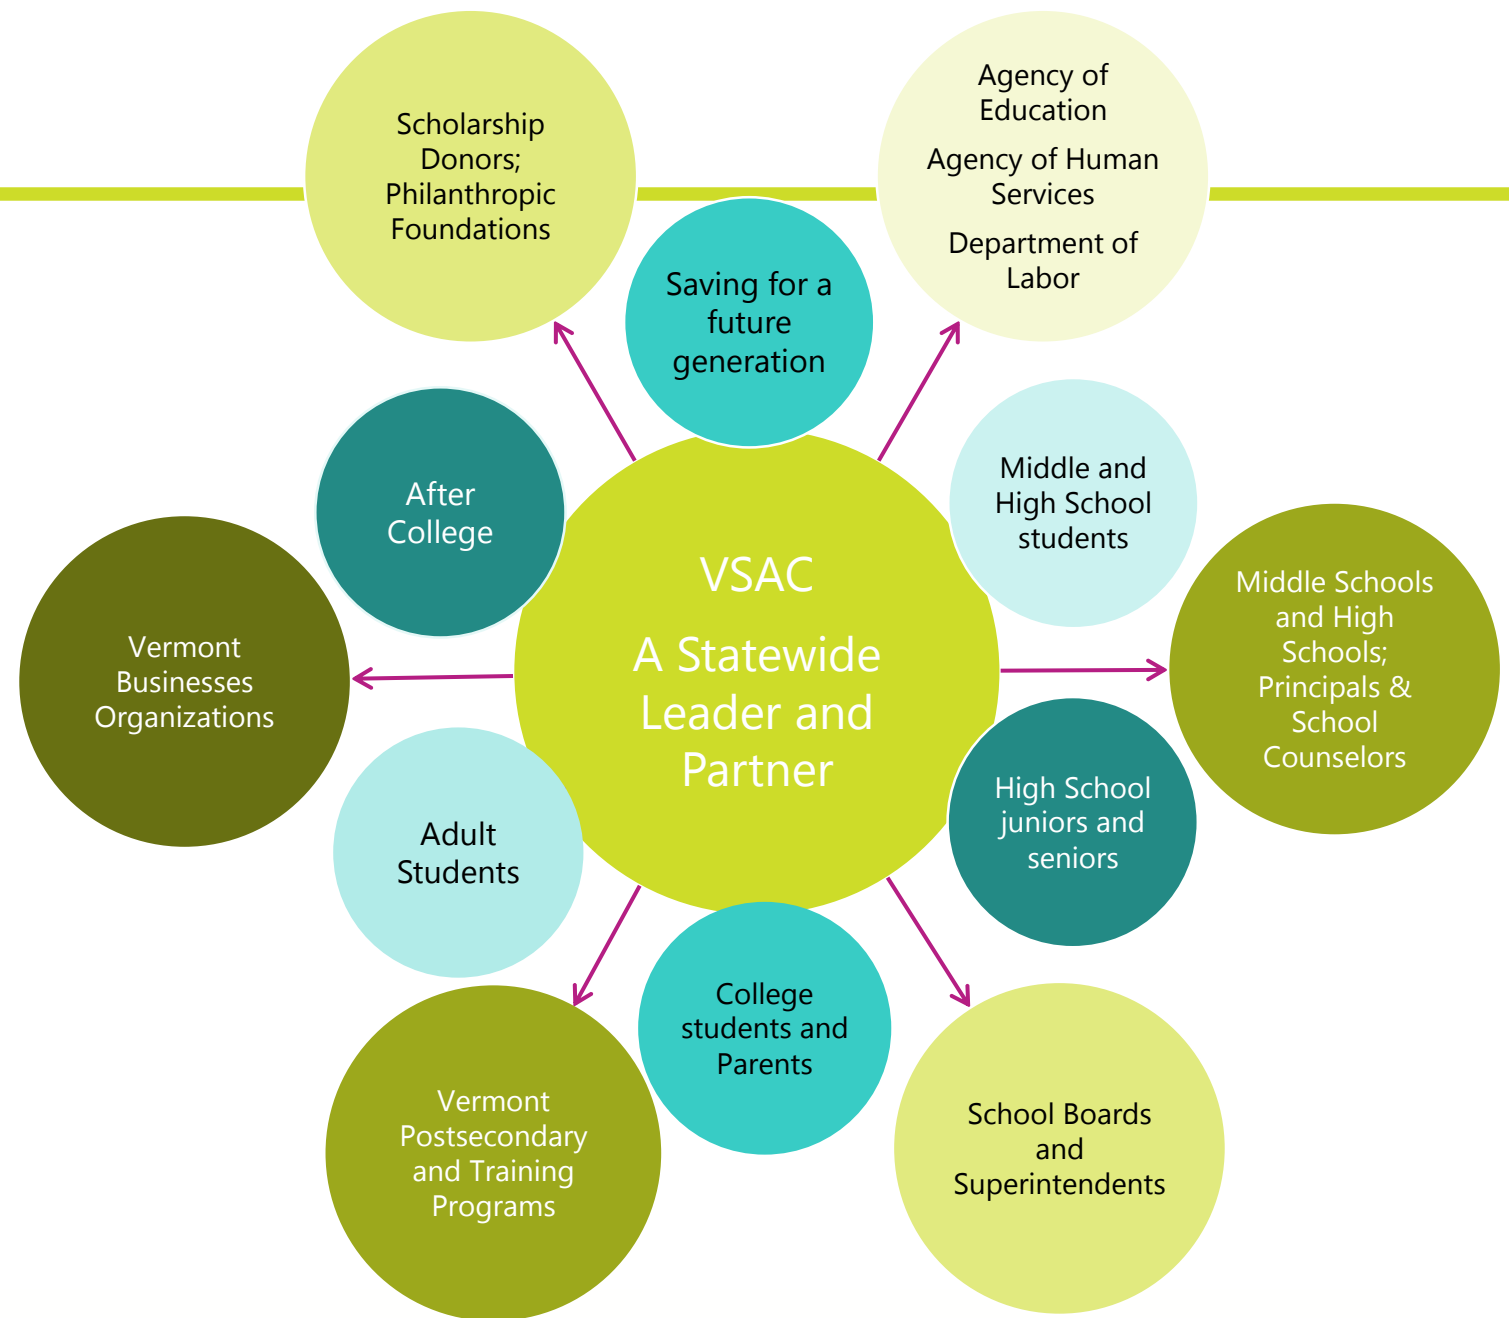 Scholarship
Donors;
Philanthropic
Foundations
Agency of
Education
Agency of Human
Services
Department of
Labor
Saving for a
future
generation
After
College
Middle and
High School
students
VSAC
A Statewide
Leader and
Partner
Vermont
Businesses
Organizations
Middle Schools
and High
Schools;
Principals &
School
Counselors
Adult
Students
High School
juniors and
seniors
College
students and
Parents
Vermont
Postsecondary
and Training
Programs
School Boards
and
Superintendents